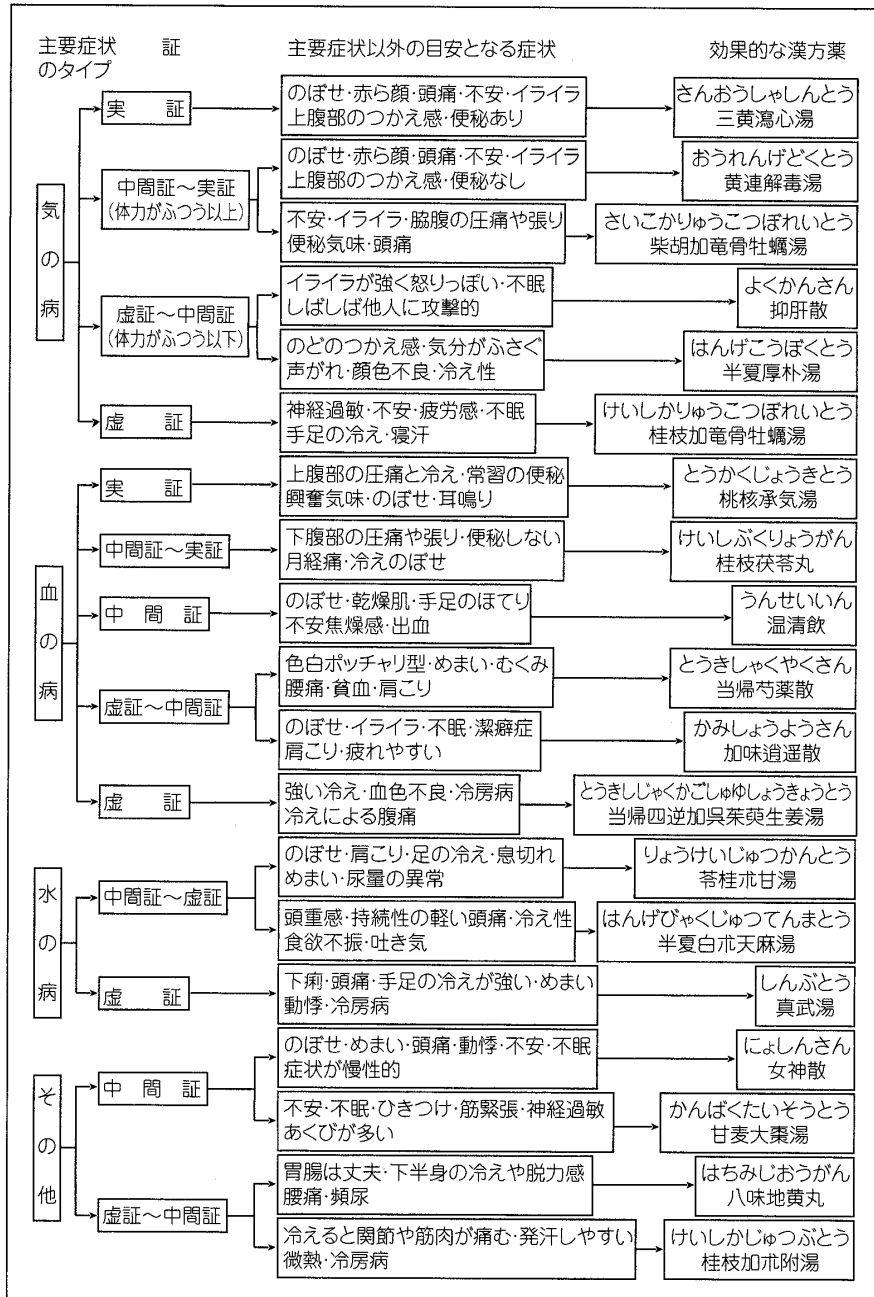 主要症状のタイプ　証　主要症状以外の目安となる症状　効果的な漢方薬
気の病
実証
のぼせ・赤ら顔・頭痛・不安・イライラ
上腹部のつかえ感・便秘あり
さんおうしゃしんとう
三黄瀉心湯
中間証～実証
(体力がふつう以上)
のぼせ・赤ら顔・頭痛・不安・イライラ
上腹部のつかえ感・便秘なし
おうれんげどくとう
黄連解毒湯
不安・イライラ・脇腹の圧痛や張り
便秘気味・頭痛
さいこかりゅうこつぼれいとう
柴胡加竜骨牡蠣湯
虚証～中間証
(体力がふつう以下)
イライラが強く怒りっぽい・不眠
しばしば他人に攻撃的
よくかんさん
抑肝散
のどのつかえ感・気分がふさぐ
声がれ・顔色不良・冷え性
はんげこうぼくとう
半夏厚朴湯
虚証
神経過敏・不安・疲労感・不眠
手足の冷え・寝汗
けいしかりゅうこつぼれいとう
桂枝加竜骨牡蠣湯
血の病
実証
上腹部の圧痛と冷え・常習の便秘
興奮気味・のぼせ・耳鳴り
とうかくじょうきとう
桃核承気湯
中間証～実証
下腹部の圧痛や張り・便秘しない
月経痛・冷えのぼせ
けいしぶくりょうがん
桂枝茯苓丸
中間証
のぼせ・乾燥肌・手足のほてり
不安焦燥感・出血
うんせいいん
温清飲
虚証～中間証
色白ポッチャリ型・めまい・むくみ
腰痛・貧血・肩こり
とうきしゃくやくさん
当帰芍薬散
のぼせ・イライラ・不眠・潔癖症
肩こり・疲れやすい
かみしょうようさん
加味逍遥散
虚証
強い冷え・血色不良・冷房病
冷えによる腹痛
とうきしじゃくかごしゅゆしょうきょうとう
当帰四逆加呉茱萸生姜湯
水の病
中間証～虚証
のぼせ・肩こり・足の冷え・息切れ
めまい・尿量の異常
りょうけいじゅつかんとう
苓桂朮甘湯
頭重感・持続性の軽い頭痛・冷え性
食欲不振・吐き気
はんげびゃくじゅつてんまとう
半夏白朮天麻湯
虚証
下痢・頭痛・手足の冷えが強い・めまい
動悸・冷房病
しんぶとう
真武湯
その他
中間証
のぼせ・めまい・頭痛・動悸・不安・不眠
症状が慢性的
にょしんさん
女神散
不安・不眠・ひきつけ・筋緊張・神経過敏
あくびが多い
かんばくたいそうとう
甘麦大棗湯
虚証～中間証
胃腸は丈夫・下半身の冷えや脱力感
腰痛・頻尿
はちみじおうがん
八味地黄丸
冷えると関節や筋肉が痛む・発汗しやすい
微熱・冷房病
けいしかじゅつぶとう
桂枝加朮附湯